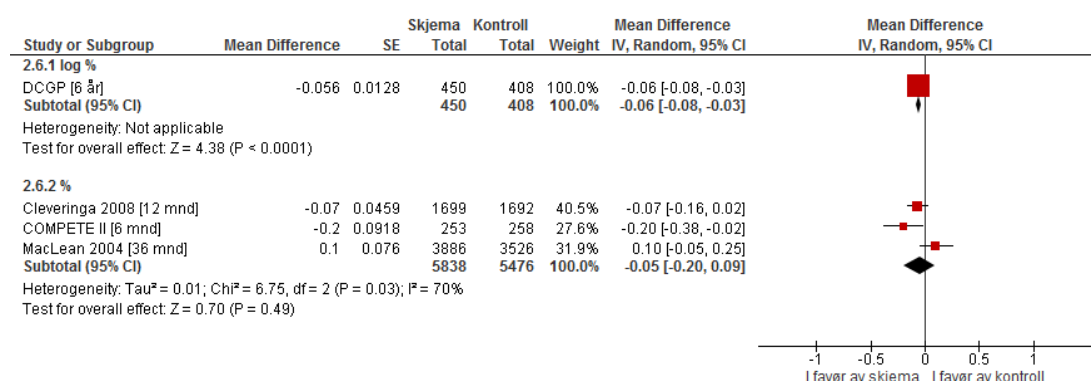 Skjema Kontroll Mean Difference Mean Difference
Study or Subgroup Mean Difference SE Total Total Weight IV, Random, 95% CI IV, Random, 95% CI
2.6.1 log %
DCGP [6 år] -0.056 0.0128 450 408 100.0% -0.06 [-0.08, -0.03]
Subtotal (95% CI) 450 408 100.0% -0.06 [-0.08, -0.03]
Heterogeneity: Not applicable
Test for overall effect: Z = 4.38 (P < 0.0001)
2.6.2 %
Cleveringa 2008 [12 mnd] -0.07 0.0459 1699 1692 40.5% -0.07 [-0.16, 0.02]
COMPETE II [6 mnd] -0.2 0.0918 253 258 27.6% -0.20 [-0.38, -0.02]
MacLean 2004 [36 mnd] 0.1 0.076 3886 3526 31.9% 0.10 [-0.05, 0.25]
Subtotal (95% CI) 5838 5476 100.0% -0.05 [-0.20, 0.09]
Heterogeneity: Tau² = 0.01; Chi² = 6.75, df = 2 (P = 0.03); I² = 70%
Test for overall effect: Z = 0.70 (P = 0.49)
-1 -0.5 0 0.5 1
I favør av skjema I favør av kontroll